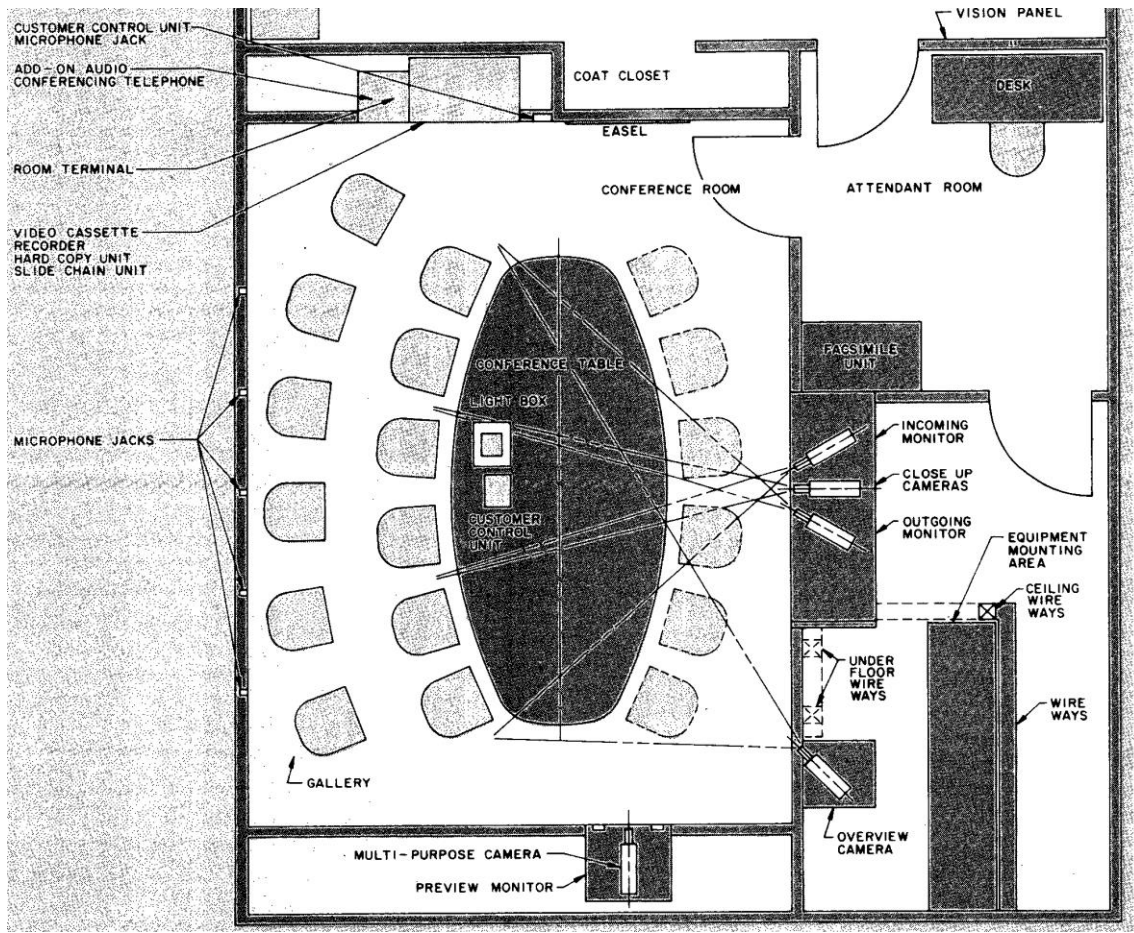 CUSTOMER CONTROL UNIT
MICROPHONE JACK
ADD-ON AUDIO
CONFERENCING TELEPHONE
ROOM TERMINAL
VIDEO CASSETTE
RECORDER
HARD COPY UNIT
SLIDE CHAIN UNIT
MICROPHONE JACKS
COAT CLOSET
EASEL
VISION PANEL
DESK
CONFERENCE ROOM
ATTENDANT ROOM
FACSIMILE
UNIT
CONFERENCE TABLE
LIGHT BOX
CUSTOMER
CONTROL
UNIT
INCOMING
MONITOR
CLOSE UP
CAMERAS
OUTGOING
MONITOR
EQUIPMENT
MOUNTING
AREA
CEILING
WIRE
WAYS
UNDER
FLOOR
WIRE
WAYS
WIRE
WAYS
GALLERY
OVERVIEW
CAMERA
MULTI-PURPOSE CAMERA
PREVIEW MONITOR